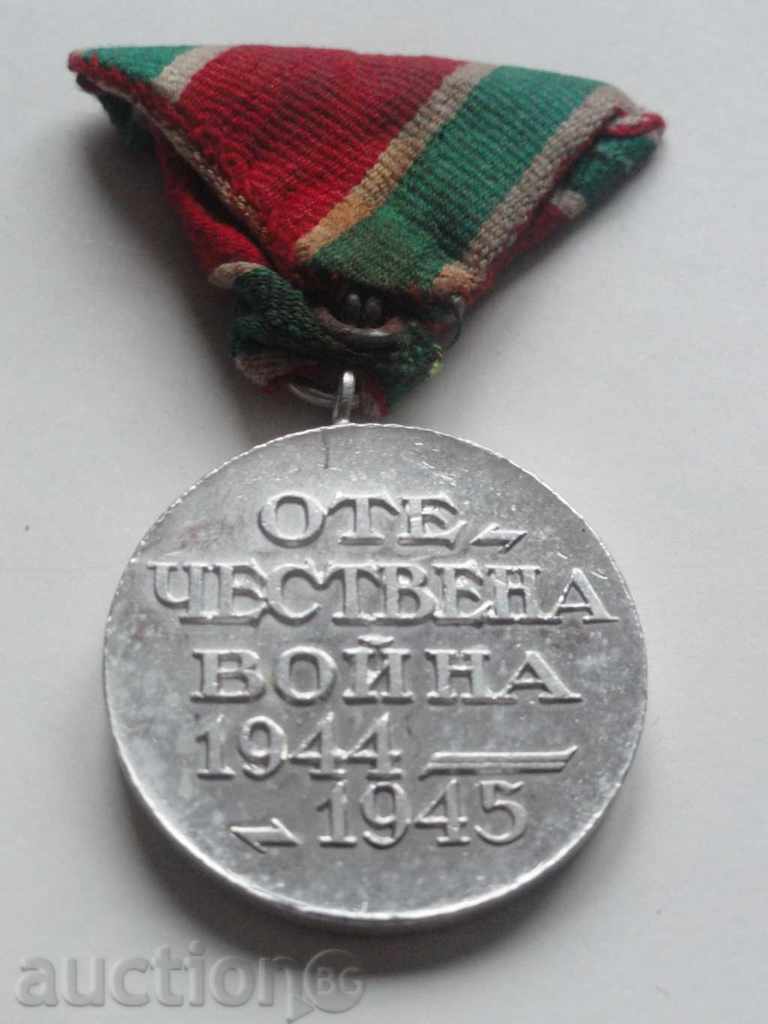 ОТЕ-
ЧЕСТВЕНА
ВОЙНА
1944 —
1945
auctionBG